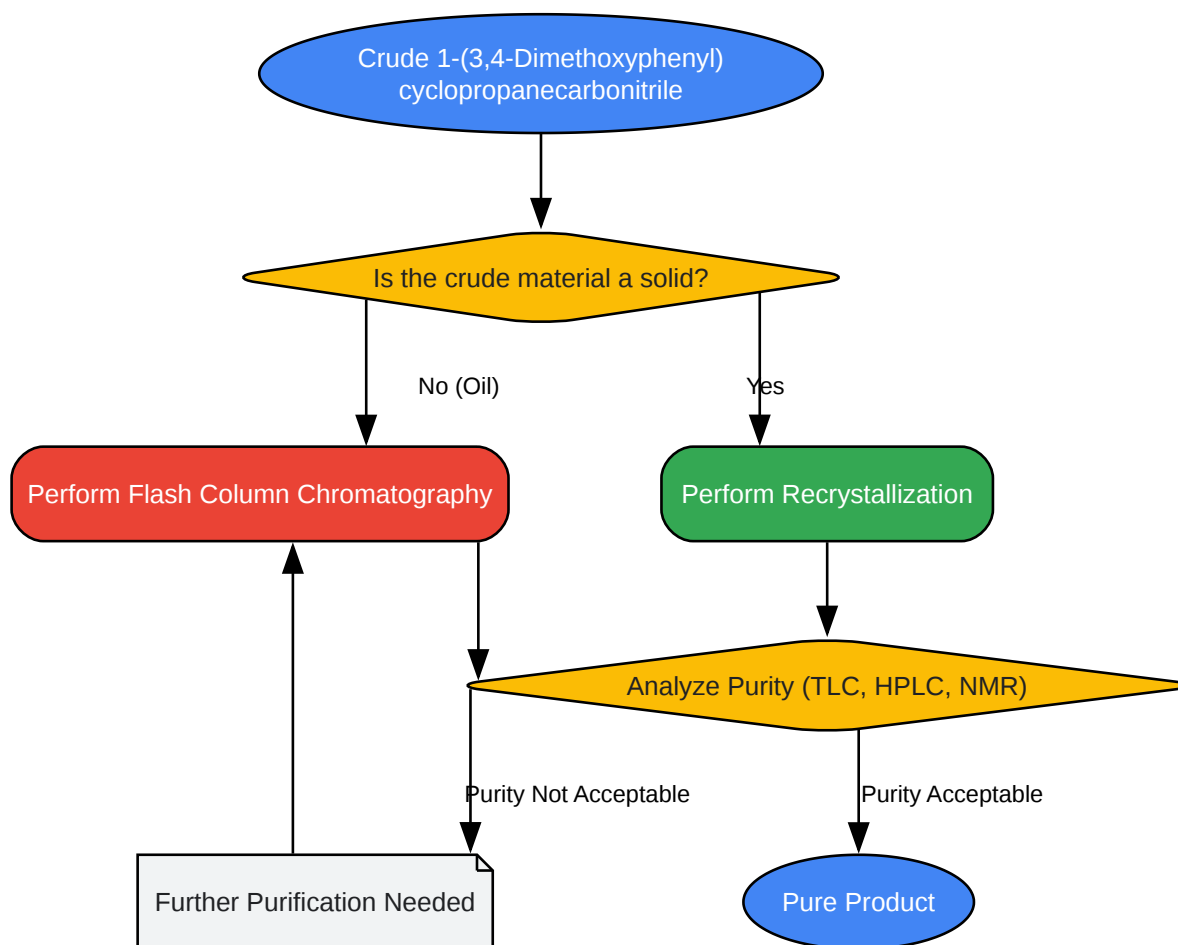 Crude 1-(3,4-Dimethoxyphenyl)
cyclopropanecarbonitrile
Is the crude material a solid?
No (Oil)
Yes
Perform Flash Column Chromatography
Perform Recrystallization
Analyze Purity (TLC, HPLC, NMR)
Purity Not Acceptable
Purity Acceptable
Further Purification Needed
Pure Product